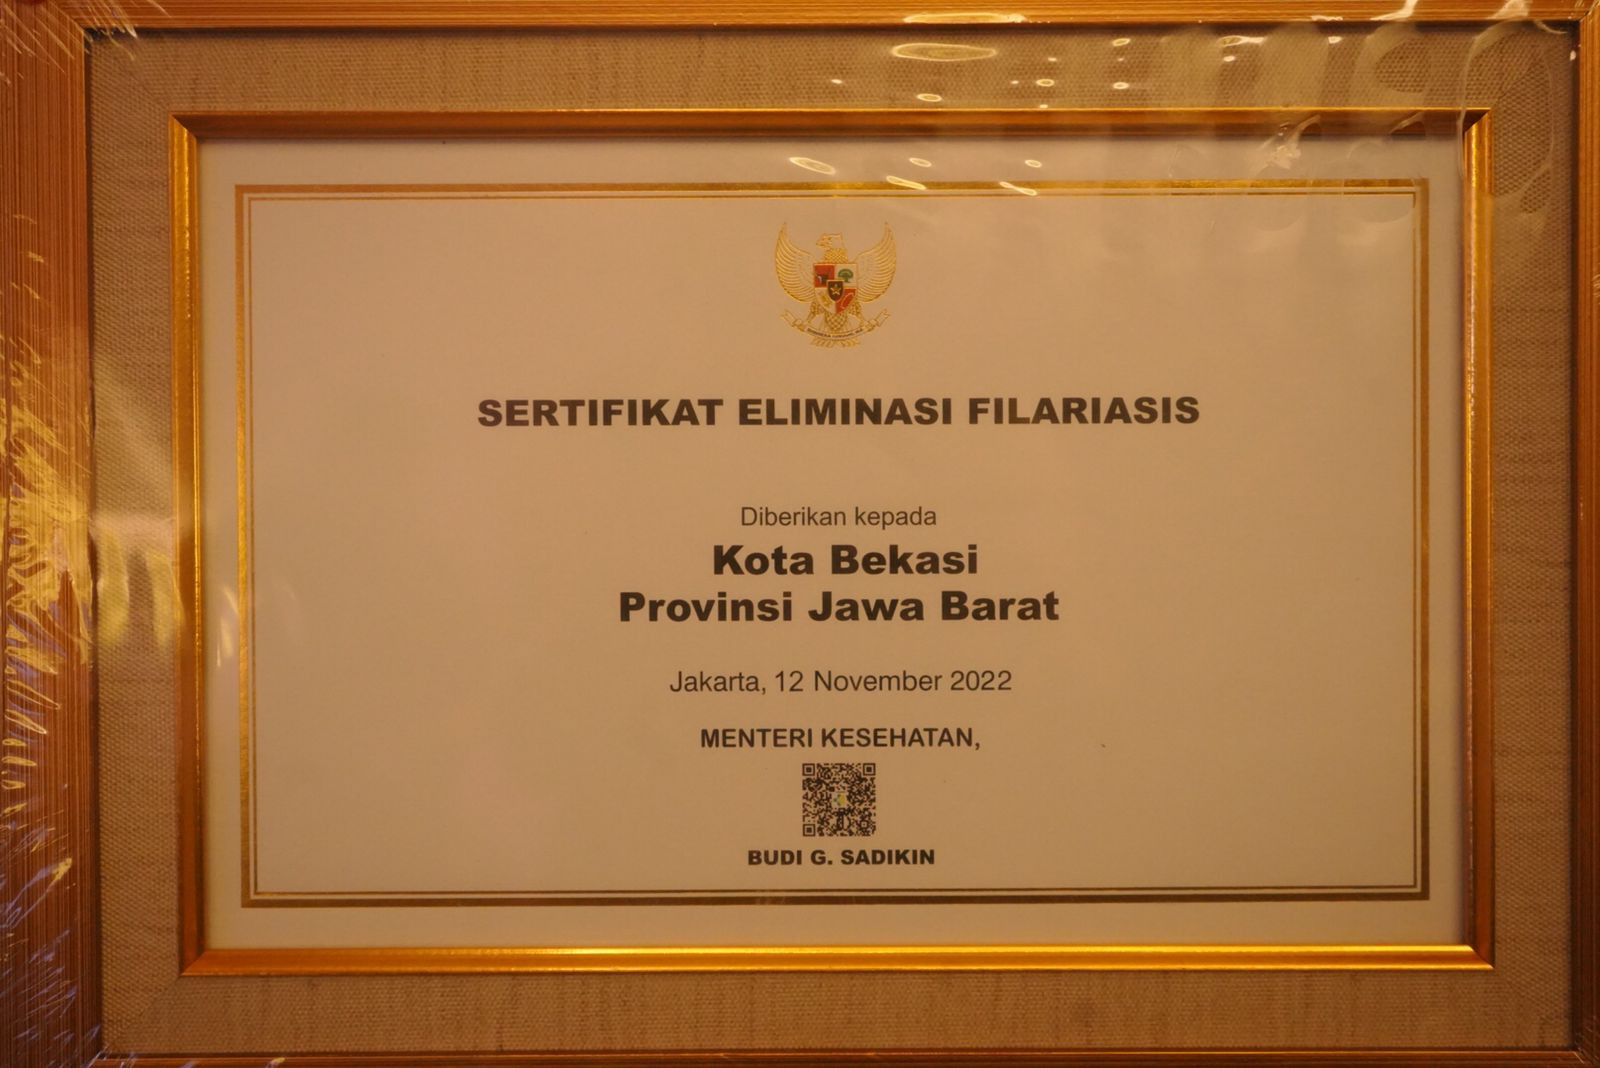 SERTIFIKAT ELIMINASI FILARIASIS
Diberikan kepada
Kota Bekasi
Provinsi Jawa Barat
Jakarta, 12 November 2022
MENTERI KESEHATAN,
BUDI G. SADIKIN